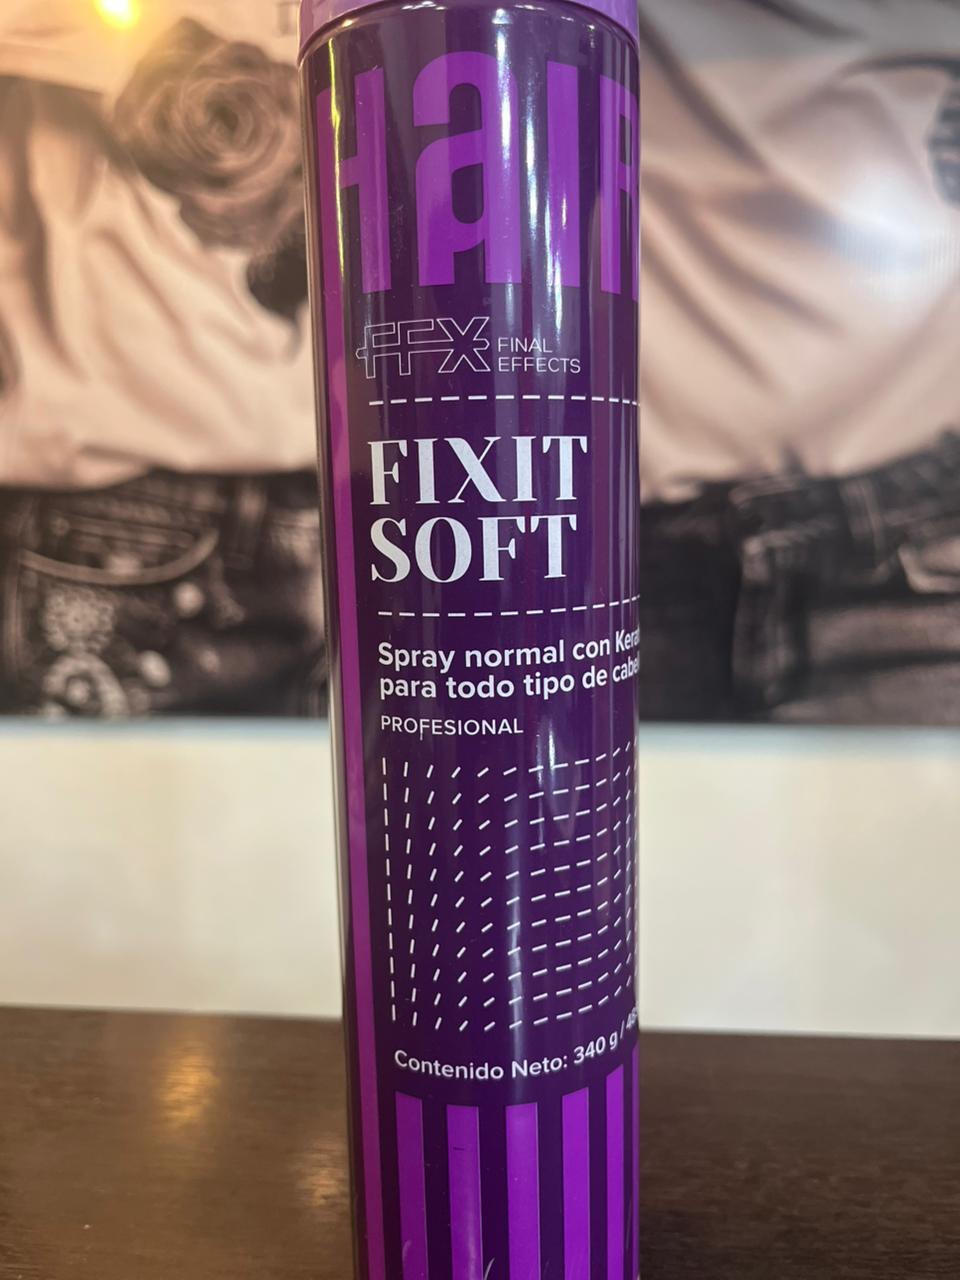 HaIR
FFX FINAL
EFFECTS
FIXIT
SOFT
Spray normal con
para todo tipo de
PROFESIONAL
Contenido Neto: 340 g /